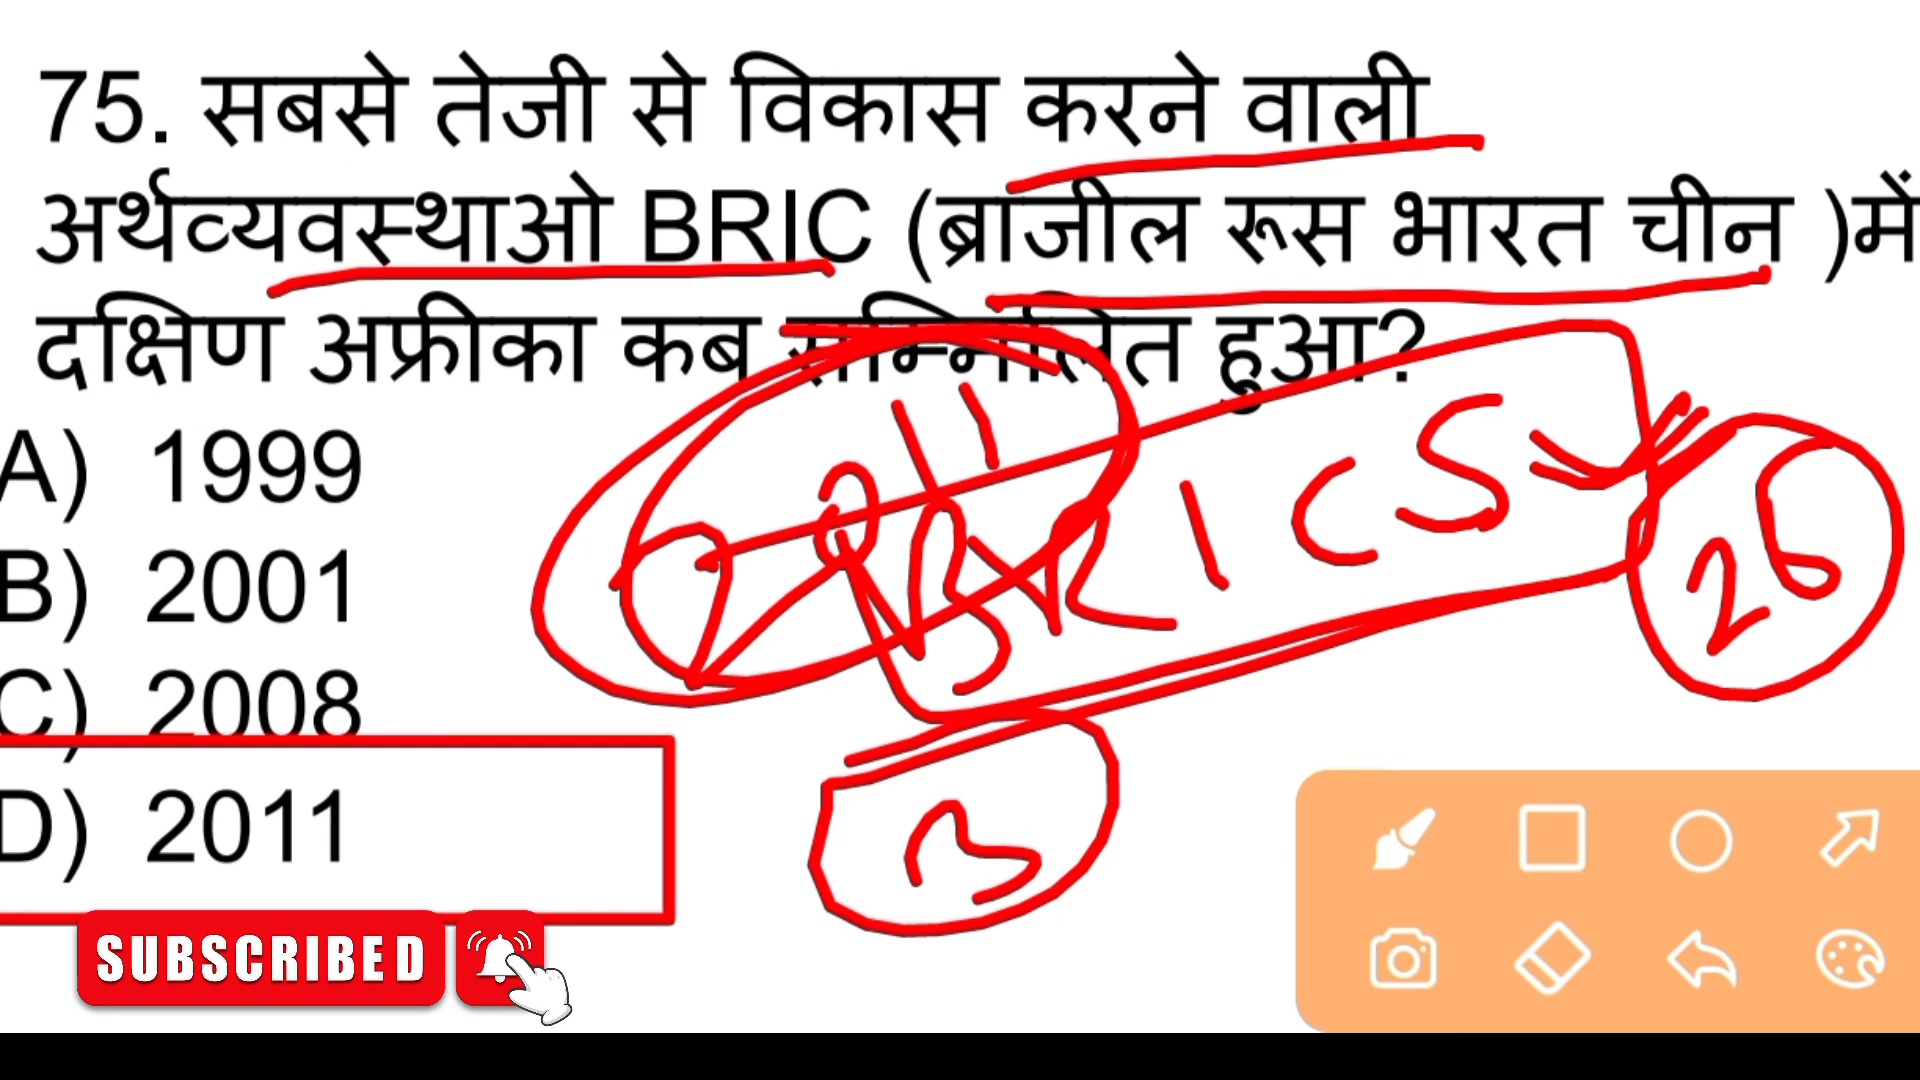 75. सबसे तेजी से विकास करने वाली
अर्थव्यवस्थाओ BRIC (ब्राजील रूस भारत चीन )में
दक्षिण अफ्रीका कब सम्मिलित हुआ?
A) 1999
B) 2001
C) 2008
D) 2011
2011
BRICS
26
SUBSCRIBED